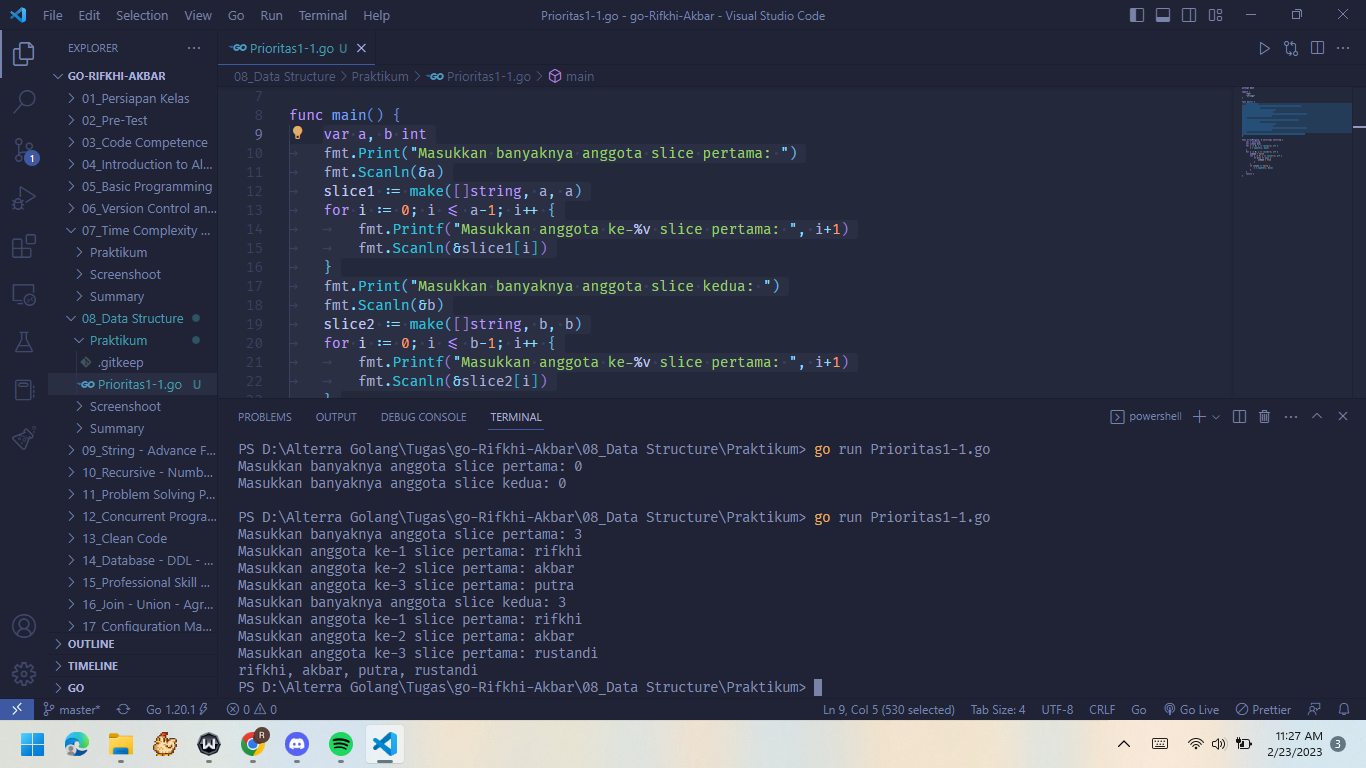 File Edit Selection View Go Run Terminal Help Prioritas1-1.go - go-Rifkhi-Akbar - Visual Studio Code
EXPLORER ···
GO-RIFKHI-AKBAR
01_Persiapan Kelas
02_Pre-Test
03_Code Competence
04_Introduction to Al...
05_Basic Programming
06_Version Control an...
07_Time Complexity ...
Praktikum
Screenshoot
Summary
08_Data Structure
Praktikum
.gitkeep
Prioritas1-1.go U
Screenshoot
Summary
09_String - Advance F...
10_Recursive - Numb...
11_Problem Solving P...
12_Concurrent Progra...
13_Clean Code
14_Database - DDL - ...
15_Professional Skill ...
16_Join - Union - Agr...
17_Configuration Ma...
OUTLINE
TIMELINE
GO
1
Prioritas1-1.go U
08_Data Structure > Praktikum > Prioritas1-1.go > main
7
8 func main() {
9 var a, b int
10 fmt.Print("Masukkan banyaknya anggota slice pertama: ")
11 fmt.Scanln(&a)
12 slice1 := make([]string, a, a)
13 for i := 0; i <= a-1; i++ {
14 fmt.Printf("Masukkan anggota ke-%v slice pertama: ", i+1)
15 fmt.Scanln(&slice1[i])
16 }
17 fmt.Print("Masukkan banyaknya anggota slice kedua: ")
18 fmt.Scanln(&b)
19 slice2 := make([]string, b, b)
20 for i := 0; i <= b-1; i++ {
21 fmt.Printf("Masukkan anggota ke-%v slice pertama: ", i+1)
22 fmt.Scanln(&slice2[i])
PROBLEMS OUTPUT DEBUG CONSOLE TERMINAL powershell
PS D:\Alterra Golang\Tugas\go-Rifkhi-Akbar\08_Data Structure\Praktikum> go run Prioritas1-1.go
Masukkan banyaknya anggota slice pertama: 0
Masukkan banyaknya anggota slice kedua: 0
PS D:\Alterra Golang\Tugas\go-Rifkhi-Akbar\08_Data Structure\Praktikum> go run Prioritas1-1.go
Masukkan banyaknya anggota slice pertama: 3
Masukkan anggota ke-1 slice pertama: rifkhi
Masukkan anggota ke-2 slice pertama: akbar
Masukkan anggota ke-3 slice pertama: putra
Masukkan banyaknya anggota slice kedua: 3
Masukkan anggota ke-1 slice pertama: rifkhi
Masukkan anggota ke-2 slice pertama: akbar
Masukkan anggota ke-3 slice pertama: rustandi
rifkhi, akbar, putra, rustandi
PS D:\Alterra Golang\Tugas\go-Rifkhi-Akbar\08_Data Structure\Praktikum>
master* Go 1.20.1 0 0 Ln 9, Col 5 (530 selected) Tab Size: 4 UTF-8 CRLF Go Go Live Prettier
R
11:27 AM
2/23/2023 3